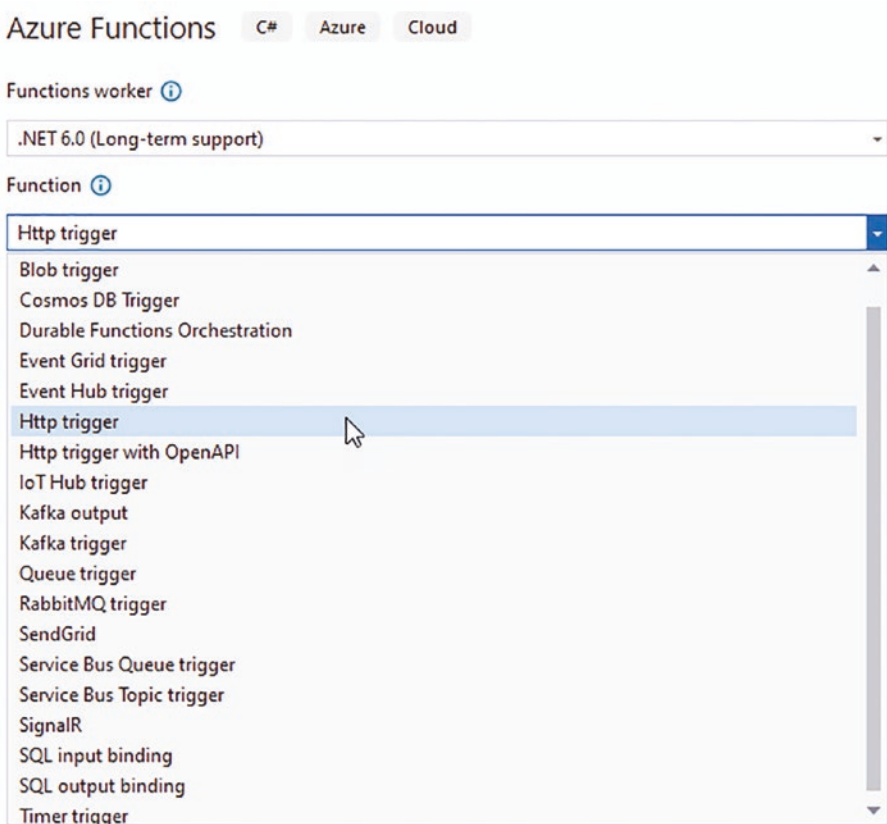 Azure Functions C# Azure Cloud
Functions worker
.NET 6.0 (Long-term support)
Function
Http trigger
Blob trigger
Cosmos DB Trigger
Durable Functions Orchestration
Event Grid trigger
Event Hub trigger
Http trigger
Http trigger with OpenAPI
IoT Hub trigger
Kafka output
Kafka trigger
Queue trigger
RabbitMQ trigger
SendGrid
Service Bus Queue trigger
Service Bus Topic trigger
SignalR
SQL input binding
SQL output binding
Timer trigger